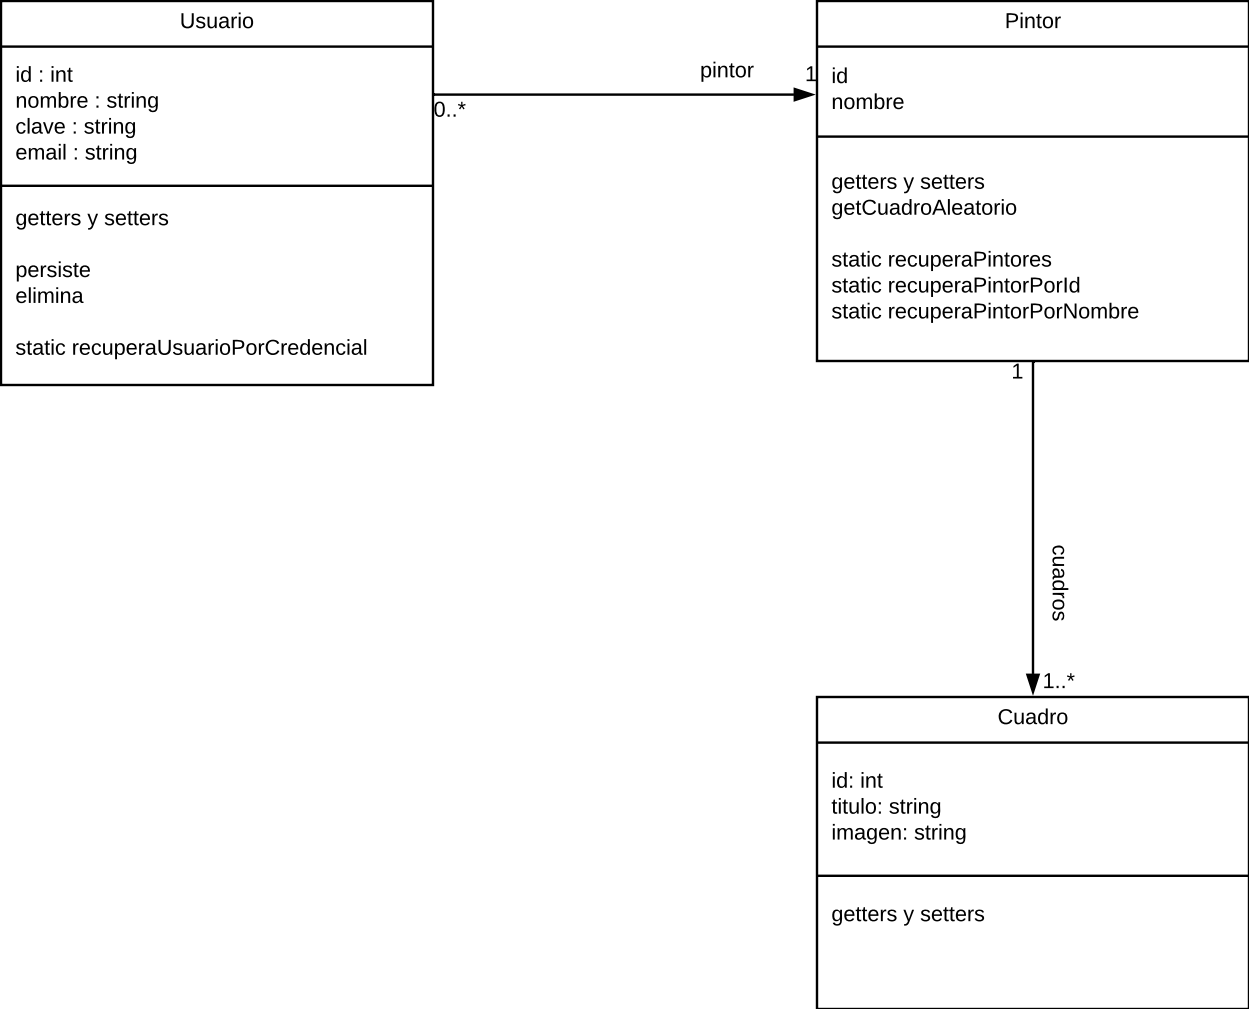 Usuario
id : int
nombre : string
clave : string
email : string
getters y setters
persiste
elimina
static recuperaUsuarioPorCredencial
0..*
pintor
1
Pintor
id
nombre
getters y setters
getCuadroAleatorio
static recuperaPintores
static recuperaPintorPorId
static recuperaPintorPorNombre
1
cuadros
1..*
Cuadro
id: int
titulo: string
imagen: string
getters y setters